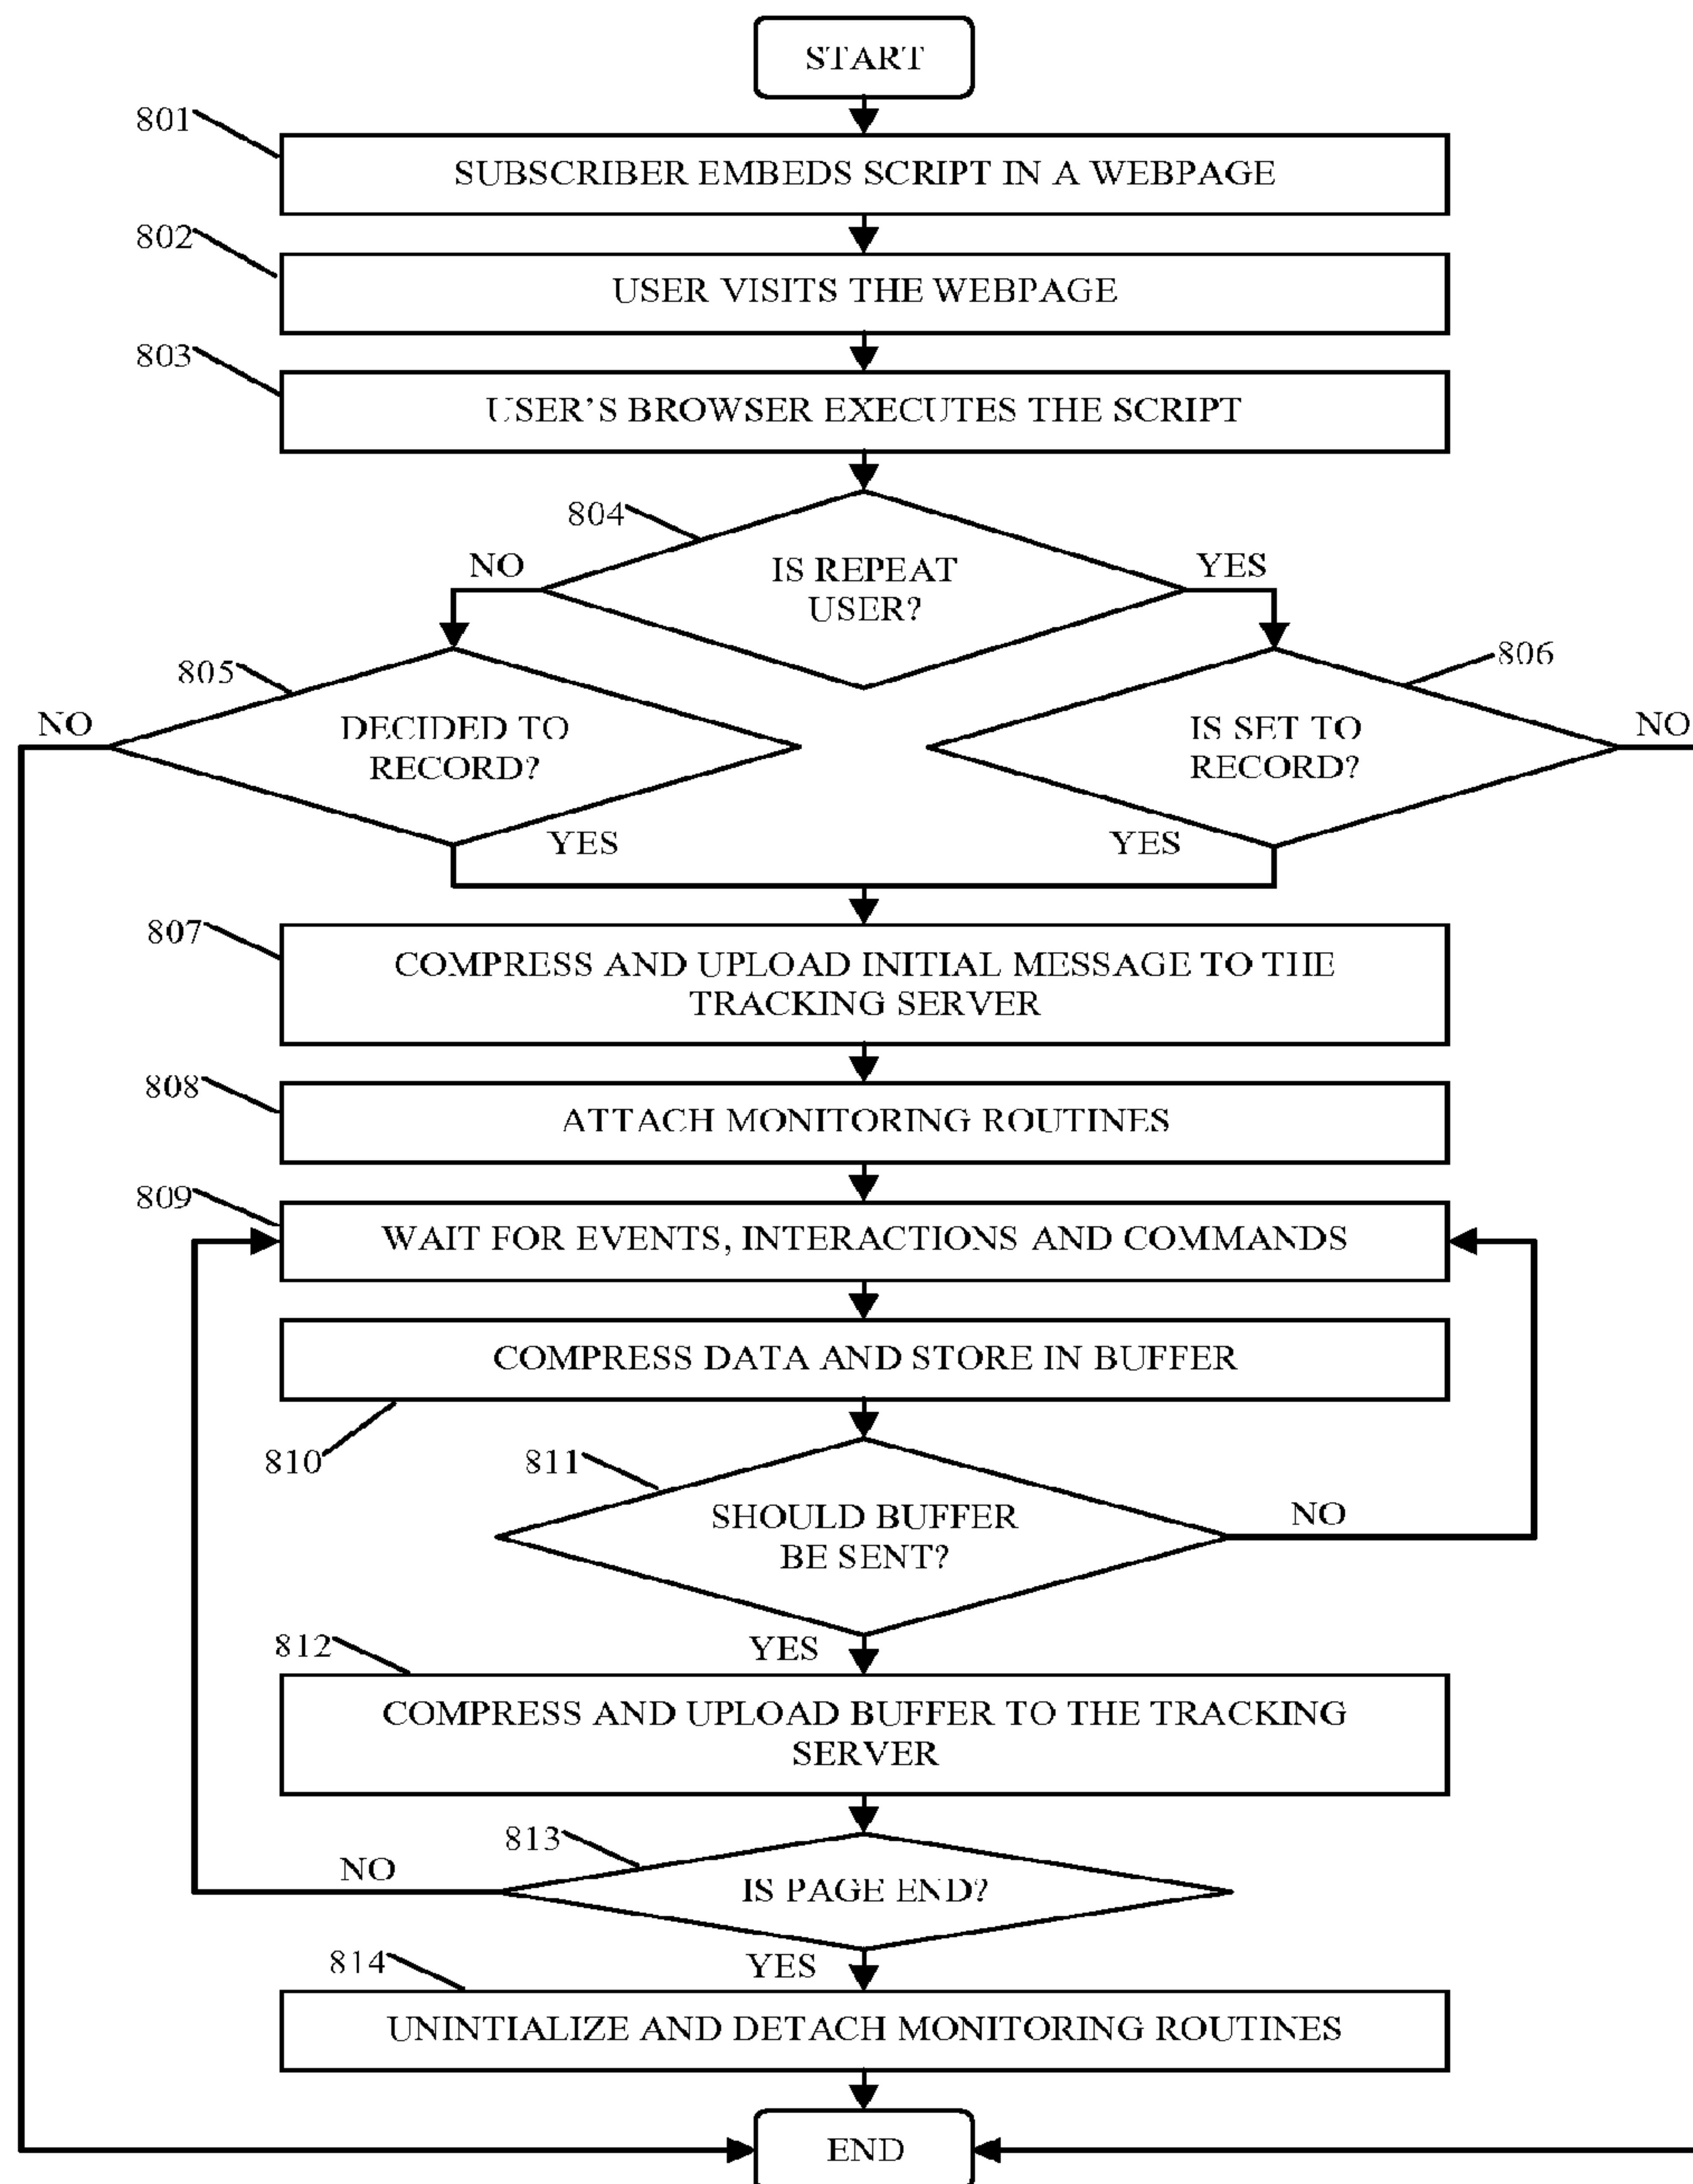 START
801
SUBSCRIBER EMBEDS SCRIPT IN A WEBPAGE
802
USER VISITS THE WEBPAGE
803
USER'S BROWSER EXECUTES THE SCRIPT
804
NO
IS REPEAT
USER?
YES
805
806
NO
DECIDED TO
RECORD?
IS SET TO
RECORD?
NO
YES
YES
807
COMPRESS AND UPLOAD INITIAL MESSAGE TO THE
TRACKING SERVER
808
ATTACH MONITORING ROUTINES
809
WAIT FOR EVENTS, INTERACTIONS AND COMMANDS
COMPRESS DATA AND STORE IN BUFFER
810
811
SHOULD BUFFER
BE SENT?
NO
YES
812
COMPRESS AND UPLOAD BUFFER TO THE TRACKING
SERVER
813
NO
IS PAGE END?
YES
814
UNINTIALIZE AND DETACH MONITORING ROUTINES
END